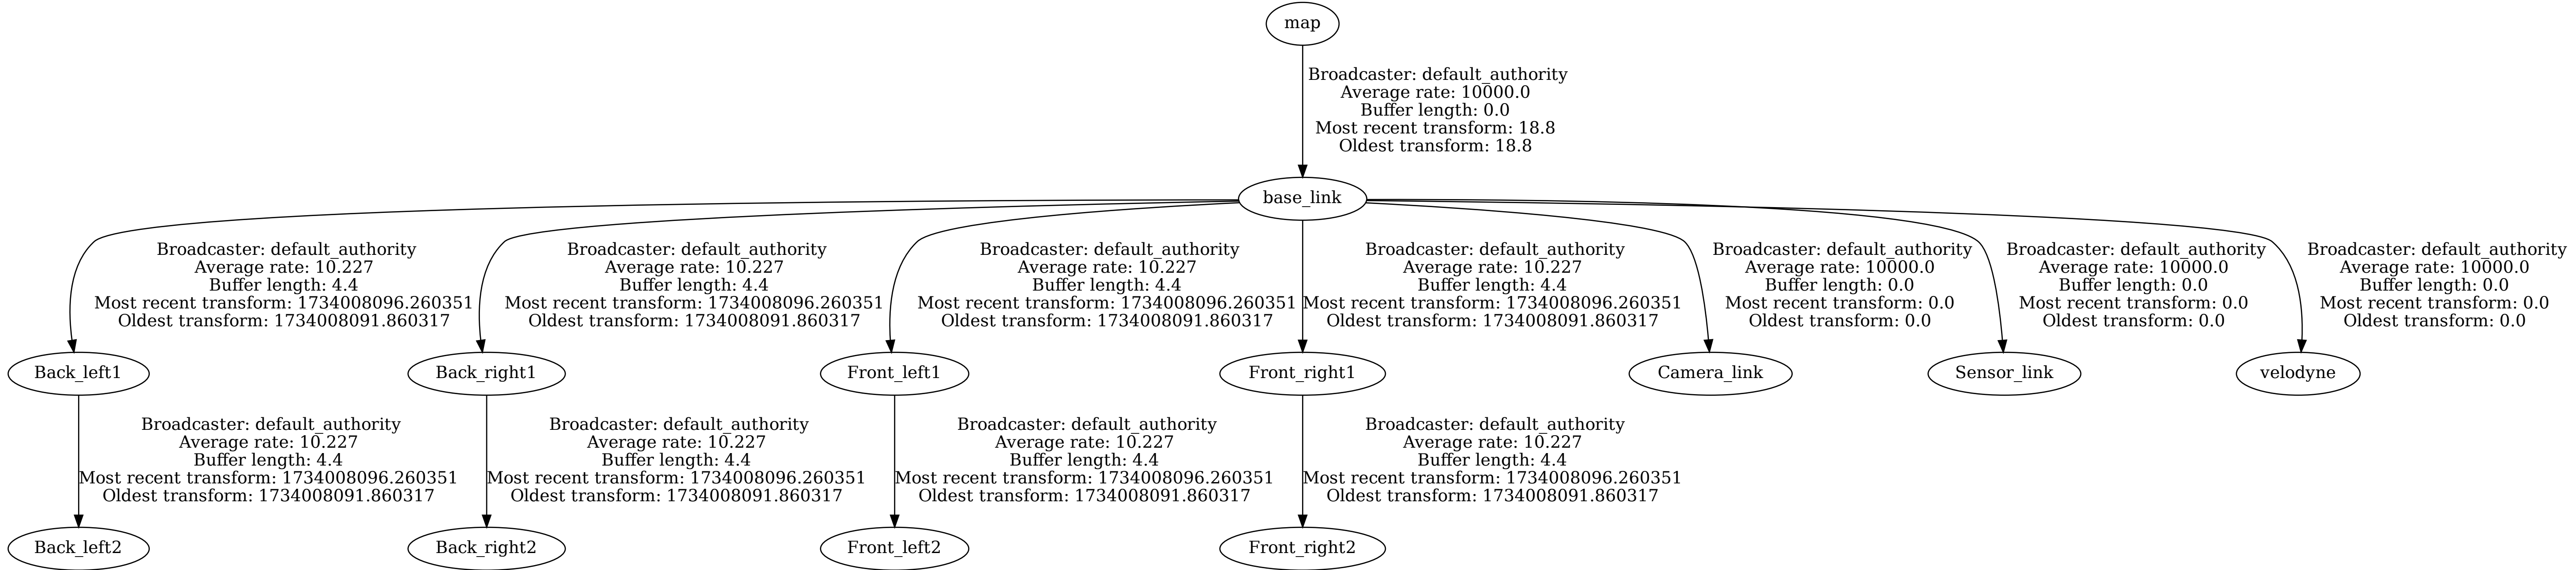 map
Broadcaster: default_authority
Average rate: 10000.0
Buffer length: 0.0
Most recent transform: 18.8
Oldest transform: 18.8
base_link
Broadcaster: default_authority
Average rate: 10.227
Buffer length: 4.4
Most recent transform: 1734008096.260351
Oldest transform: 1734008091.860317
Broadcaster: default_authority
Average rate: 10.227
Buffer length: 4.4
Most recent transform: 1734008096.260351
Oldest transform: 1734008091.860317
Broadcaster: default_authority
Average rate: 10.227
Buffer length: 4.4
Most recent transform: 1734008096.260351
Oldest transform: 1734008091.860317
Broadcaster: default_authority
Average rate: 10.227
Buffer length: 4.4
Most recent transform: 1734008096.260351
Oldest transform: 1734008091.860317
Broadcaster: default_authority
Average rate: 10000.0
Buffer length: 0.0
Most recent transform: 0.0
Oldest transform: 0.0
Broadcaster: default_authority
Average rate: 10000.0
Buffer length: 0.0
Most recent transform: 0.0
Oldest transform: 0.0
Broadcaster: default_authority
Average rate: 10000.0
Buffer length: 0.0
Most recent transform: 0.0
Oldest transform: 0.0
Back_left1
Back_right1
Front_left1
Front_right1
Camera_link
Sensor_link
velodyne
Broadcaster: default_authority
Average rate: 10.227
Buffer length: 4.4
Most recent transform: 1734008096.260351
Oldest transform: 1734008091.860317
Broadcaster: default_authority
Average rate: 10.227
Buffer length: 4.4
Most recent transform: 1734008096.260351
Oldest transform: 1734008091.860317
Broadcaster: default_authority
Average rate: 10.227
Buffer length: 4.4
Most recent transform: 1734008096.260351
Oldest transform: 1734008091.860317
Broadcaster: default_authority
Average rate: 10.227
Buffer length: 4.4
Most recent transform: 1734008096.260351
Oldest transform: 1734008091.860317
Back_left2
Back_right2
Front_left2
Front_right2